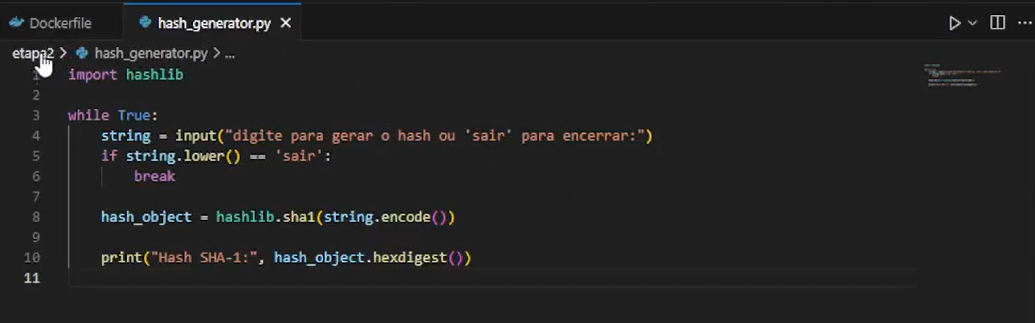 Dockerfile hash_generator.py
etapa2 > hash_generator.py > ...
1 import hashlib
2
3 while True:
4 string = input("digite para gerar o hash ou 'sair' para encerrar:")
5 if string.lower() == 'sair':
6 break
7
8 hash_object = hashlib.sha1(string.encode())
9
10 print("Hash SHA-1:", hash_object.hexdigest())
11